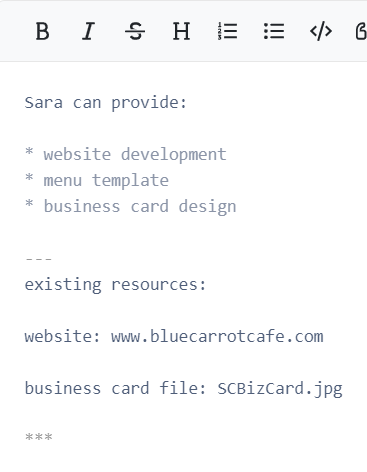 B I S H </>
Sara can provide:
* website development
* menu template
* business card design
---
existing resources:
website: www.bluecarrotcafe.com
business card file: SCBizCard.jpg
***